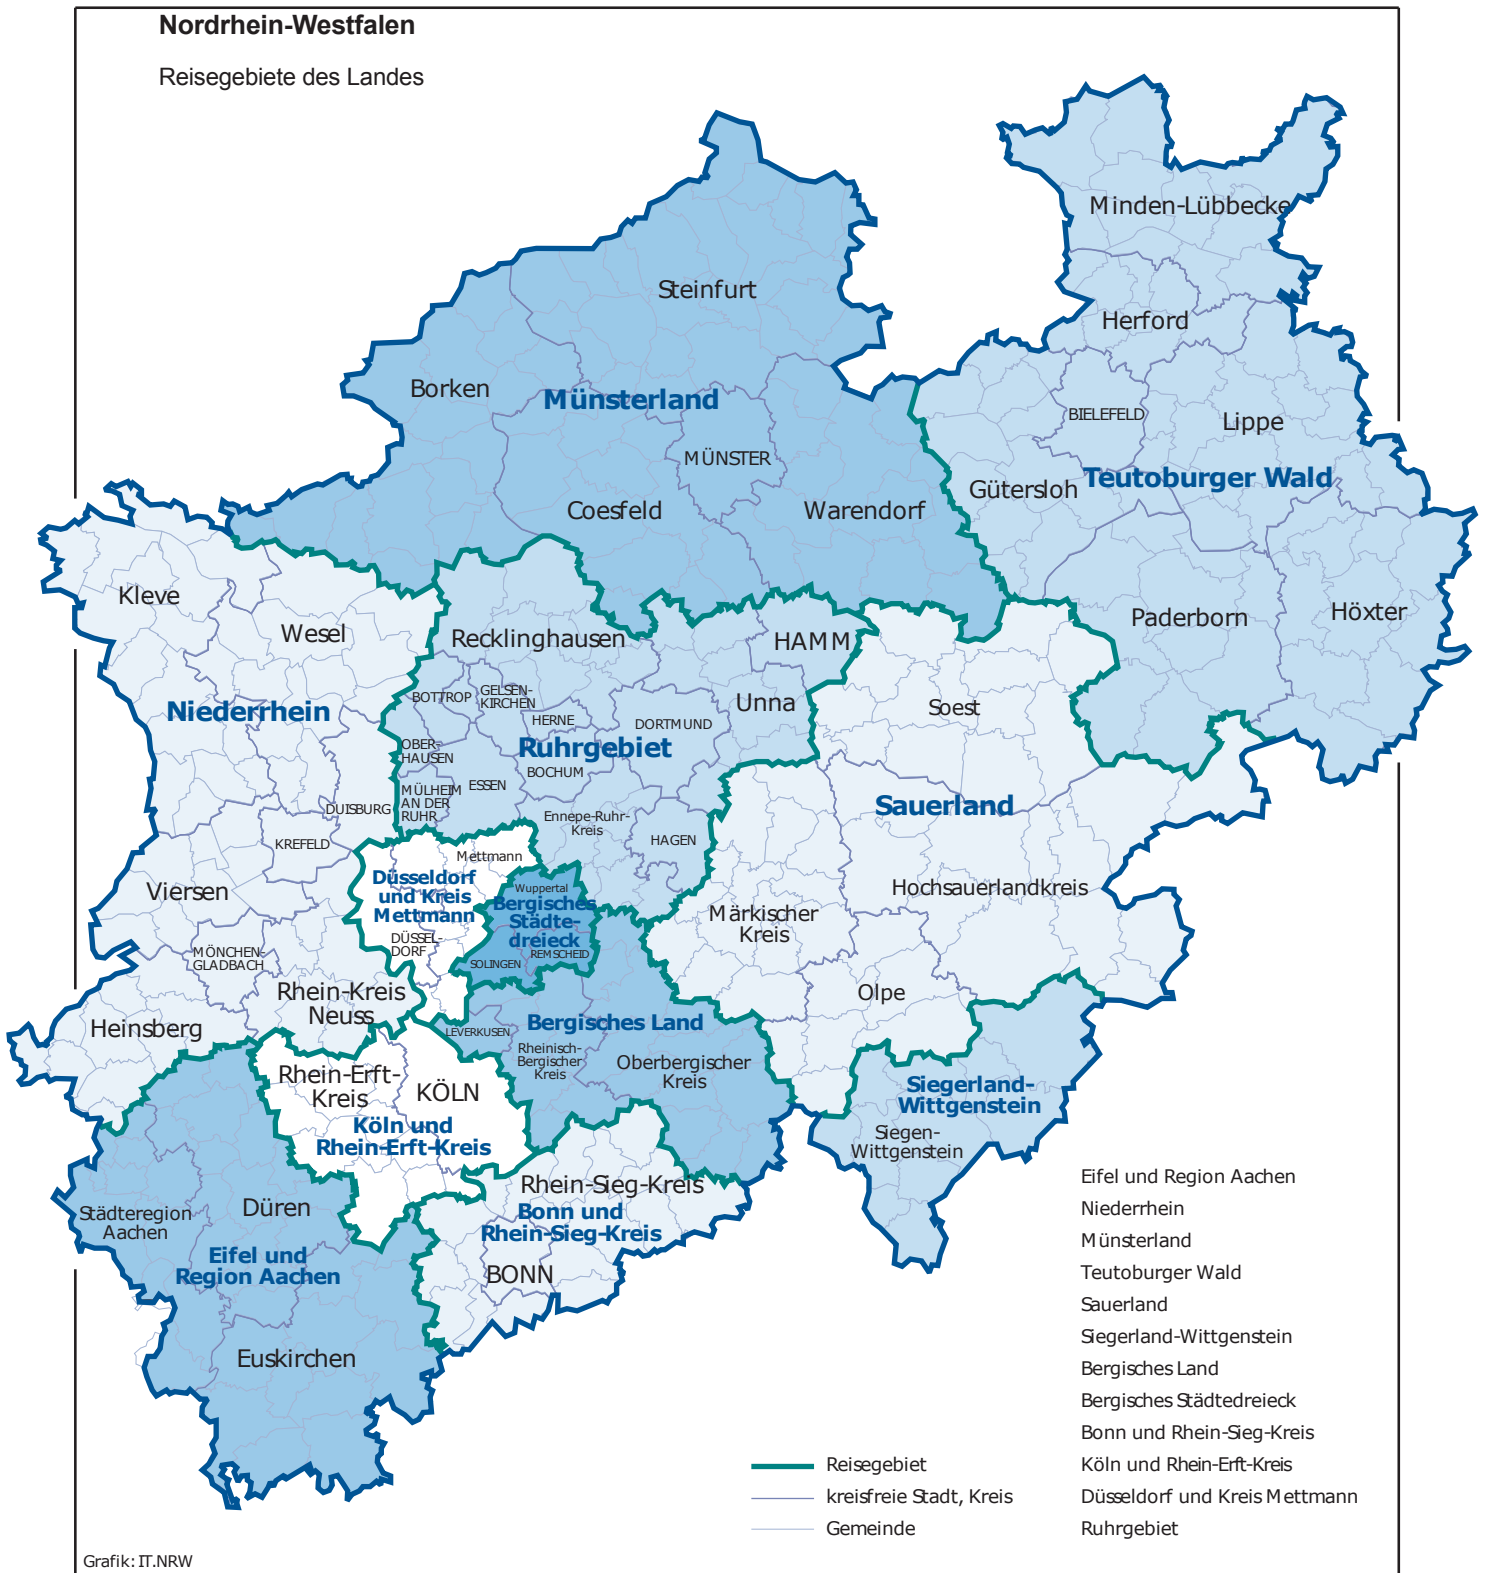 Nordrhein-Westfalen
Reisegebiete des Landes
Minden-Lübbecke
Steinfurt
Herford
Borken
Münsterland
BIELEFELD
Lippe
MÜNSTER
Teutoburger Wald
Gütersloh
Coesfeld
Warendorf
Kleve
Wesel
Recklinghausen
HAMM
Paderborn
Höxter
Niederrhein
BOTTROP
GELSEN-
KIRCHEN
HERNE
DORTMUND
Unna
Soest
OBER-
HAUSEN
Ruhrgebiet
BOCHUM
ESSEN
MÜLHEIM
AN DER
RUHR
DUISBURG
Ennepe-Ruhr-
Kreis
Sauerland
KREFELD
HAGEN
Mettmann
Viersen
Düsseldorf
und Kreis
Mettmann
Wuppertal
Bergisches
Städte-
dreieck
Hochsauerlandkreis
Märkischer
Kreis
DÜSSEL-
DORF
REMSCHEID
SOLINGEN
MÖNCHEN-
GLADBACH
Rhein-Kreis
Neuss
Olpe
Heinsberg
LEVERKUSEN
Bergisches Land
Rheinisch-
Bergischer
Kreis
Oberbergischer
Kreis
Rhein-Erft-
Kreis
KÖLN
Siegerland-
Wittgenstein
Köln und
Rhein-Erft-Kreis
Siegen-
Wittgenstein
Rhein-Sieg-Kreis
Bonn und
Rhein-Sieg-Kreis
Städteregion
Aachen
Düren
Eifel und
Region Aachen
BONN
Euskirchen
Eifel und Region Aachen
Niederrhein
Münsterland
Teutoburger Wald
Sauerland
Siegerland-Wittgenstein
Bergisches Land
Bergisches Städtedreieck
Bonn und Rhein-Sieg-Kreis
Köln und Rhein-Erft-Kreis
Düsseldorf und Kreis Mettmann
Ruhrgebiet
Reisegebiet
kreisfreie Stadt, Kreis
Gemeinde
Grafik: IT.NRW